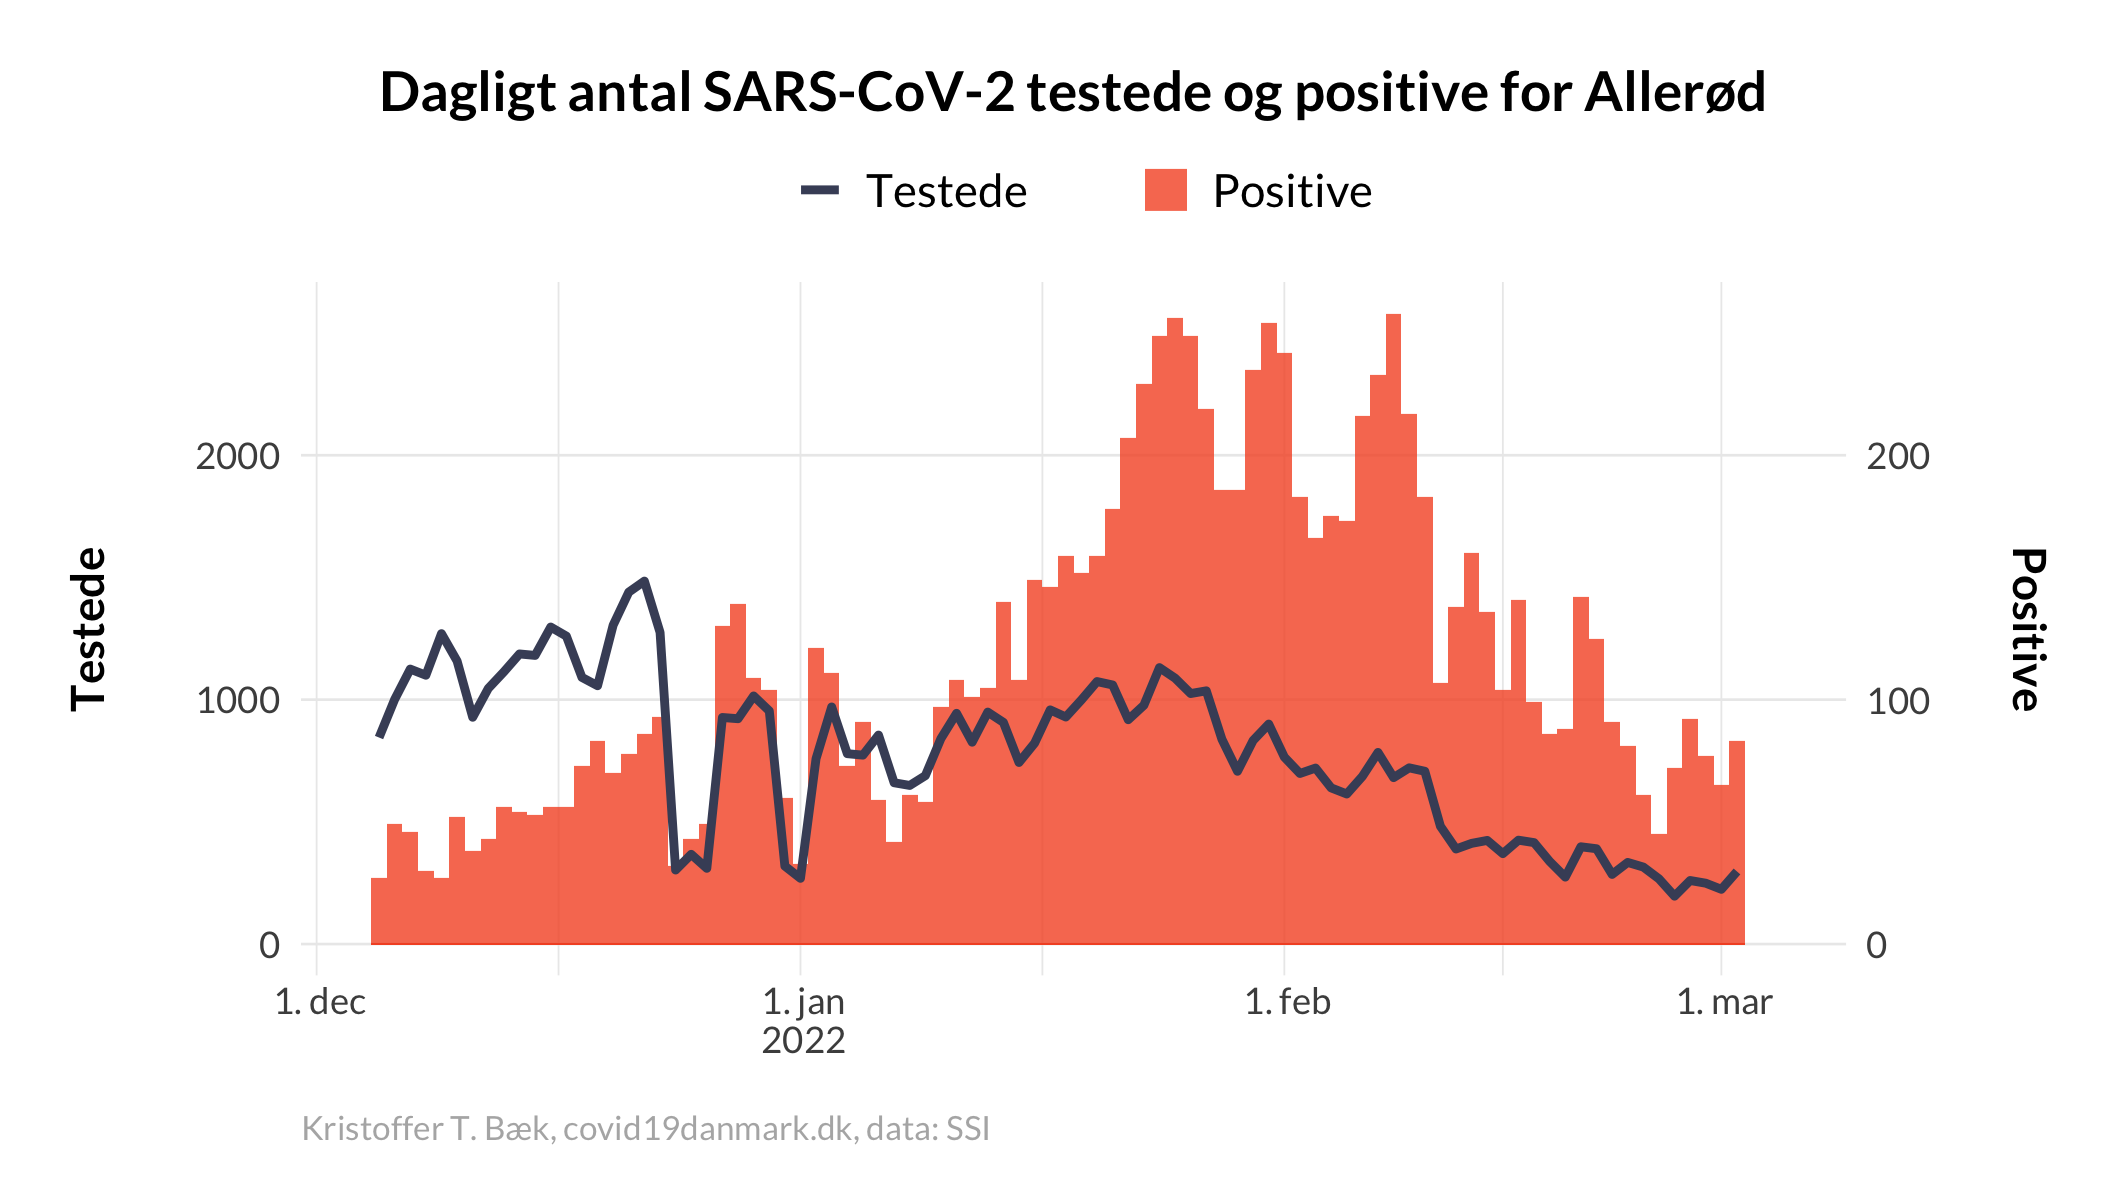 Dagligt antal SARS-CoV-2 testede og positive for Allerød
Testede
Positive
Testede
2000
1000
0
200
100
0
Positive
1. dec
1. jan
2022
1. feb
1. mar
Kristoffer T. Bæk, covid19danmark.dk, data: SSI